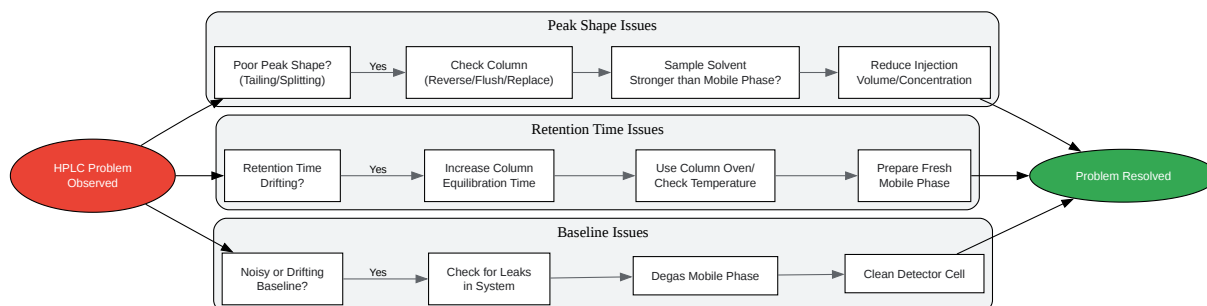 Peak Shape Issues
Poor Peak Shape?
(Tailing/Splitting)
Yes
Check Column
(Reverse/Flush/Replace)
Sample Solvent
Stronger than Mobile Phase?
Reduce Injection
Volume/Concentration
HPLC Problem
Observed
Retention Time Issues
Retention Time
Drifting?
Yes
Increase Column
Equilibration Time
Use Column Oven/
Check Temperature
Prepare Fresh
Mobile Phase
Problem Resolved
Baseline Issues
Noisy or Drifting
Baseline?
Yes
Check for Leaks
in System
Degas Mobile Phase
Clean Detector Cell